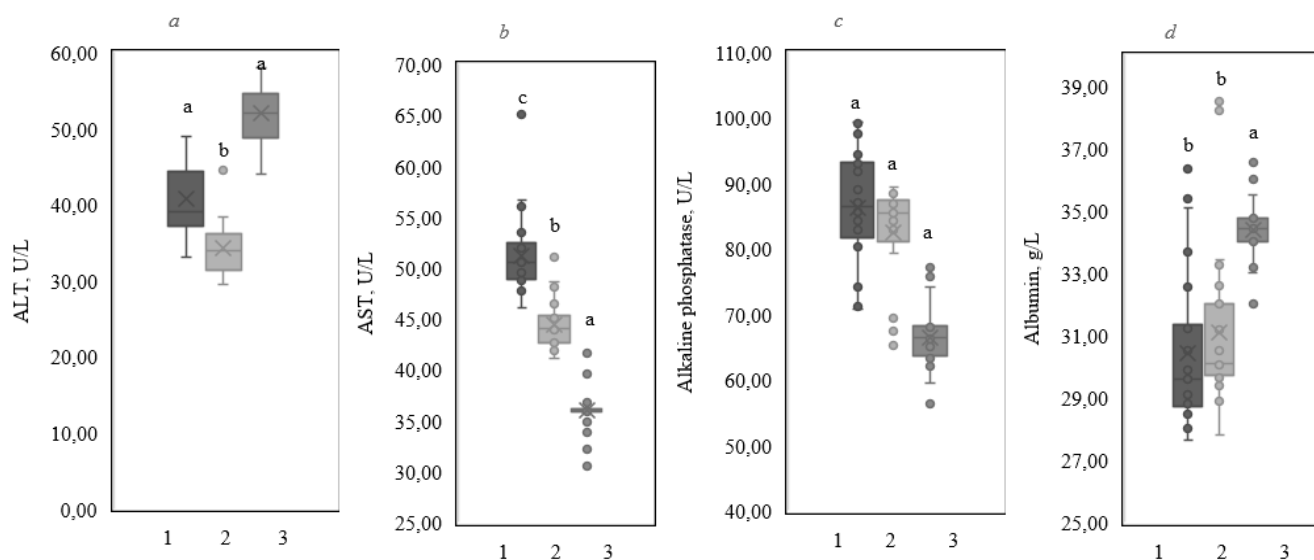 a
ALT, U/L
60,00
50,00
40,00
30,00
20,00
10,00
0,00
a
b
a
1 2 3
b
AST, U/L
70,00
65,00
60,00
55,00
50,00
45,00
40,00
35,00
30,00
25,00
c
b
a
1 2 3
c
Alkaline phosphatase, U/L
110,00
100,00
90,00
80,00
70,00
60,00
50,00
40,00
a
a
a
1 2 3
d
Albumin, g/L
39,00
37,00
35,00
33,00
31,00
29,00
27,00
25,00
b
b
a
1 2 3